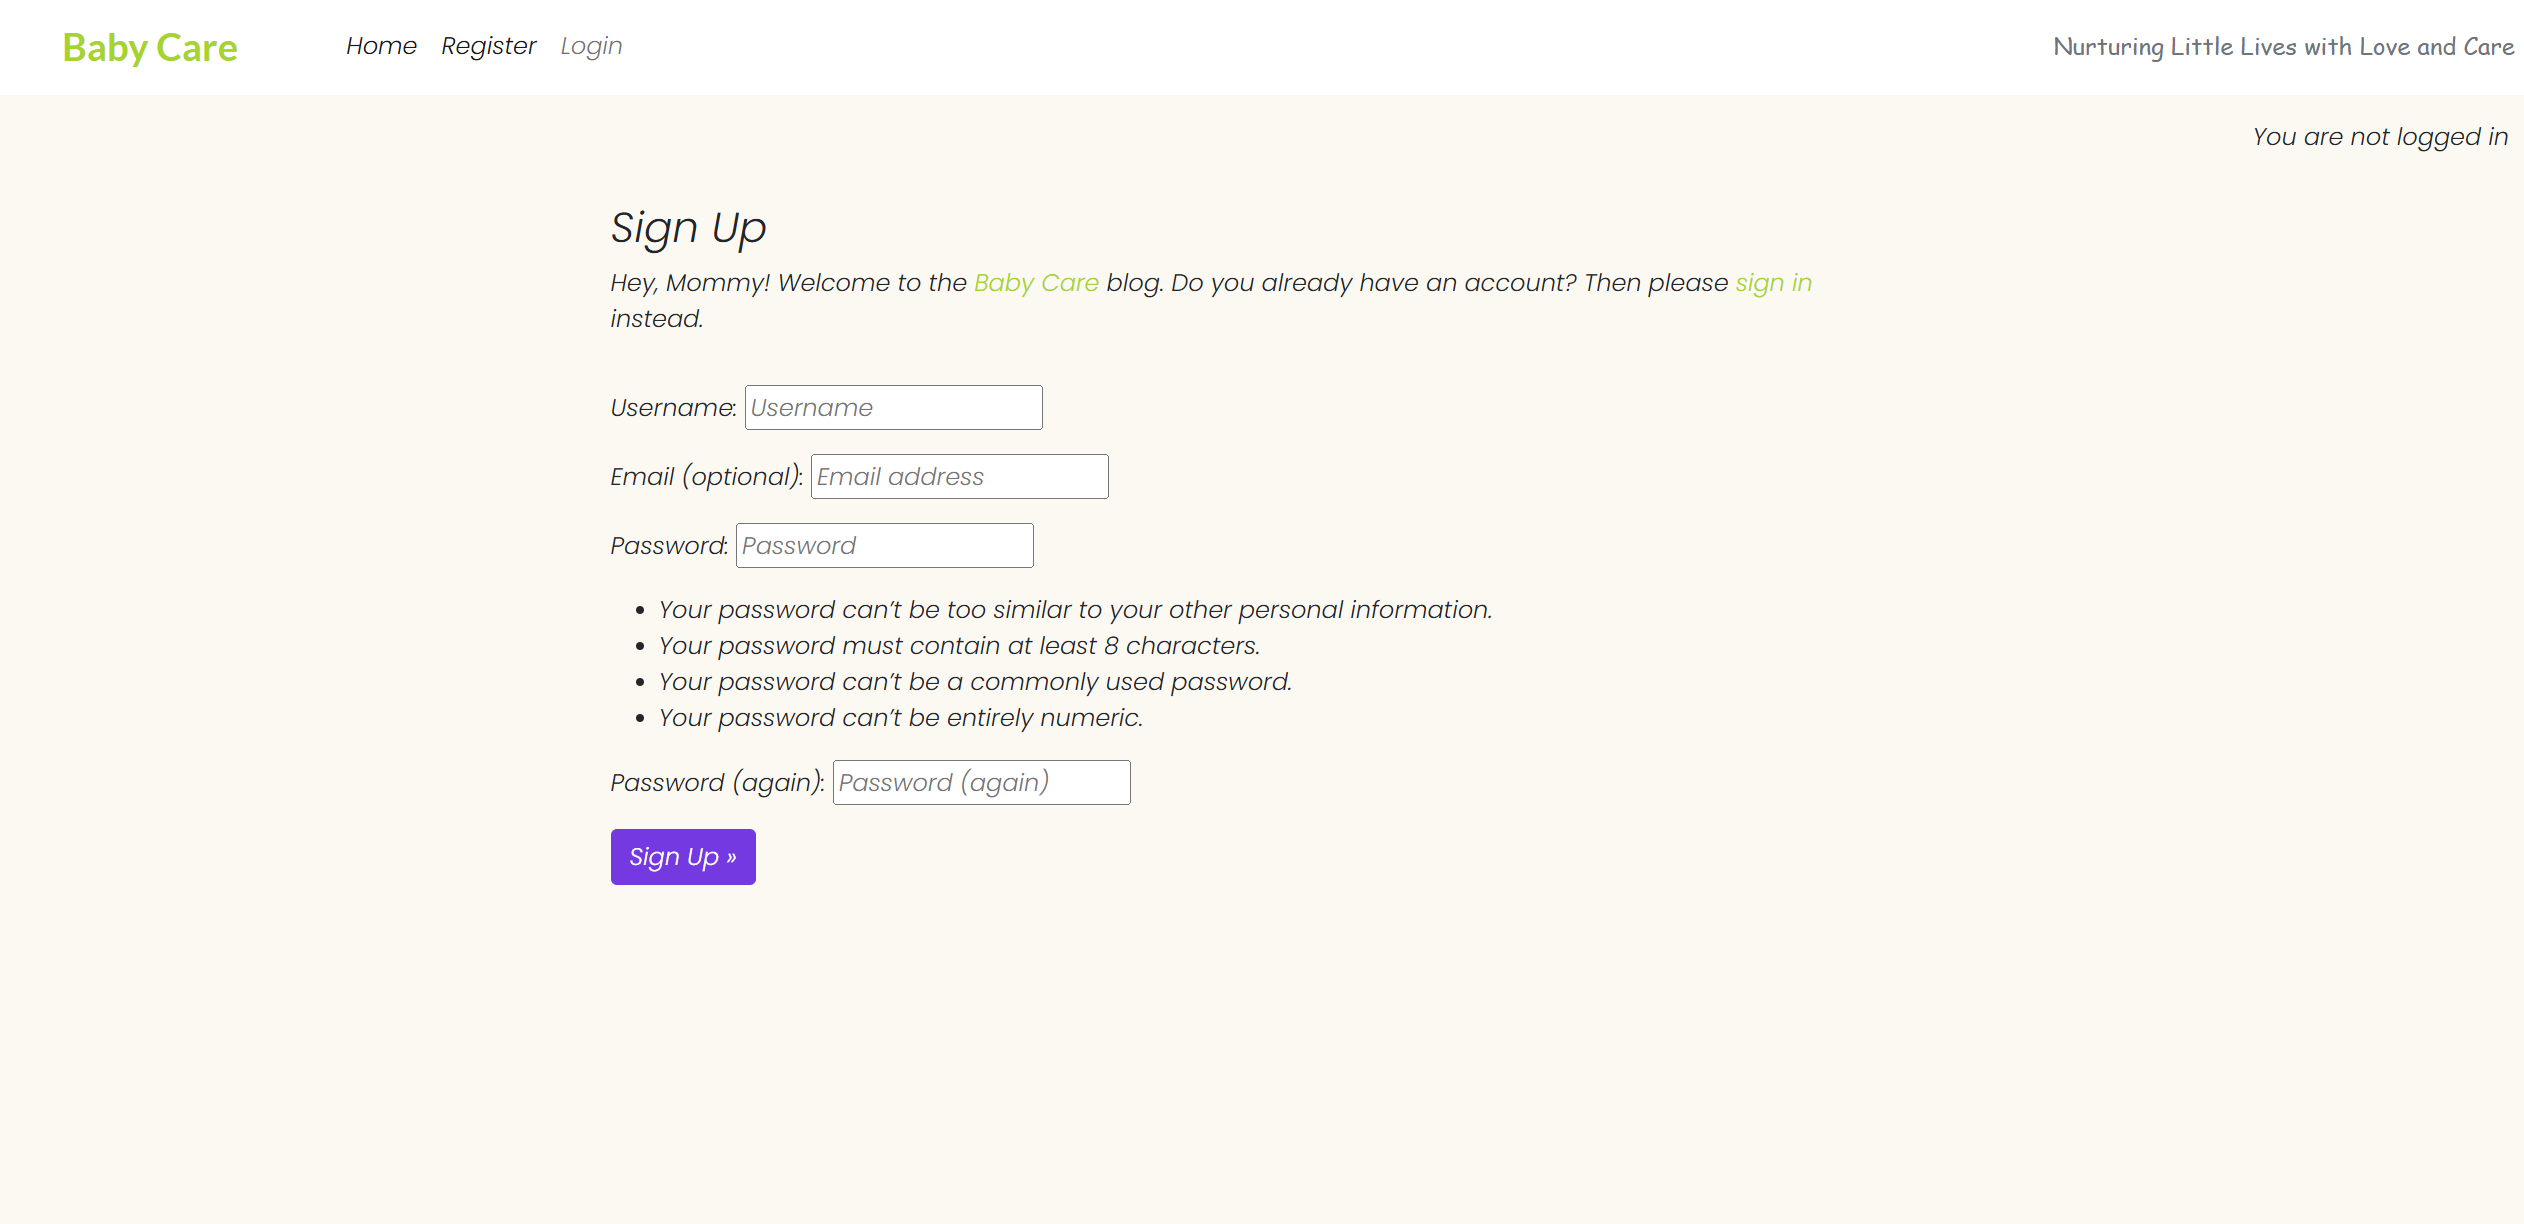 Baby Care
Home Register Login
Nurturing Little Lives with Love and Care
You are not logged in
Sign Up
Hey, Mommy! Welcome to the Baby Care blog. Do you already have an account? Then please sign in
instead.
Username: Username
Email (optional): Email address
Password: Password
• Your password can’t be too similar to your other personal information.
• Your password must contain at least 8 characters.
• Your password can’t be a commonly used password.
• Your password can’t be entirely numeric.
Password (again): Password (again)
Sign Up »